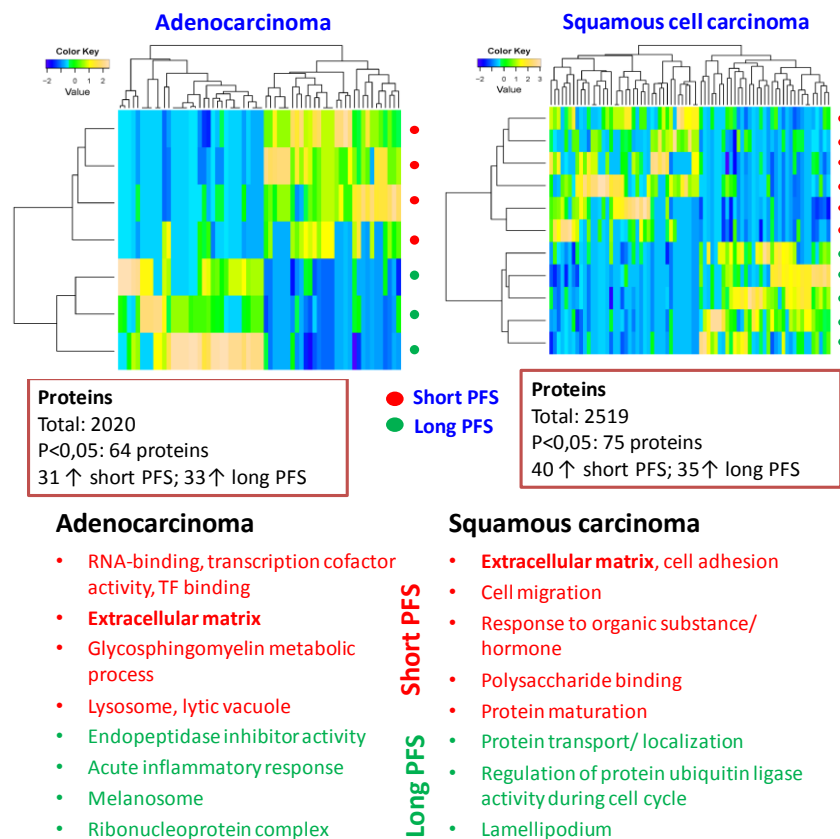 Adenocarcinoma
Color Key
−2 0 1 2
Value
Squamous cell carcinoma
Color Key
−2 0 1 2 3
Value
Proteins
Total: 2020
P<0,05: 64 proteins
31 ↑ short PFS; 33↑ long PFS
Short PFS
Long PFS
Proteins
Total: 2519
P<0,05: 75 proteins
40 ↑ short PFS; 35↑ long PFS
Adenocarcinoma
• RNA-binding, transcription cofactor
activity, TF binding
• Extracellular matrix
• Glycosphingomyelin metabolic
process
• Lysosome, lytic vacuole
• Endopeptidase inhibitor activity
• Acute inflammatory response
• Melanosome
• Ribonucleoprotein complex
Short PFS
Long PFS
Squamous carcinoma
• Extracellular matrix, cell adhesion
• Cell migration
• Response to organic substance/
hormone
• Polysaccharide binding
• Protein maturation
• Protein transport/ localization
• Regulation of protein ubiquitin ligase
activity during cell cycle
• Lamellipodium